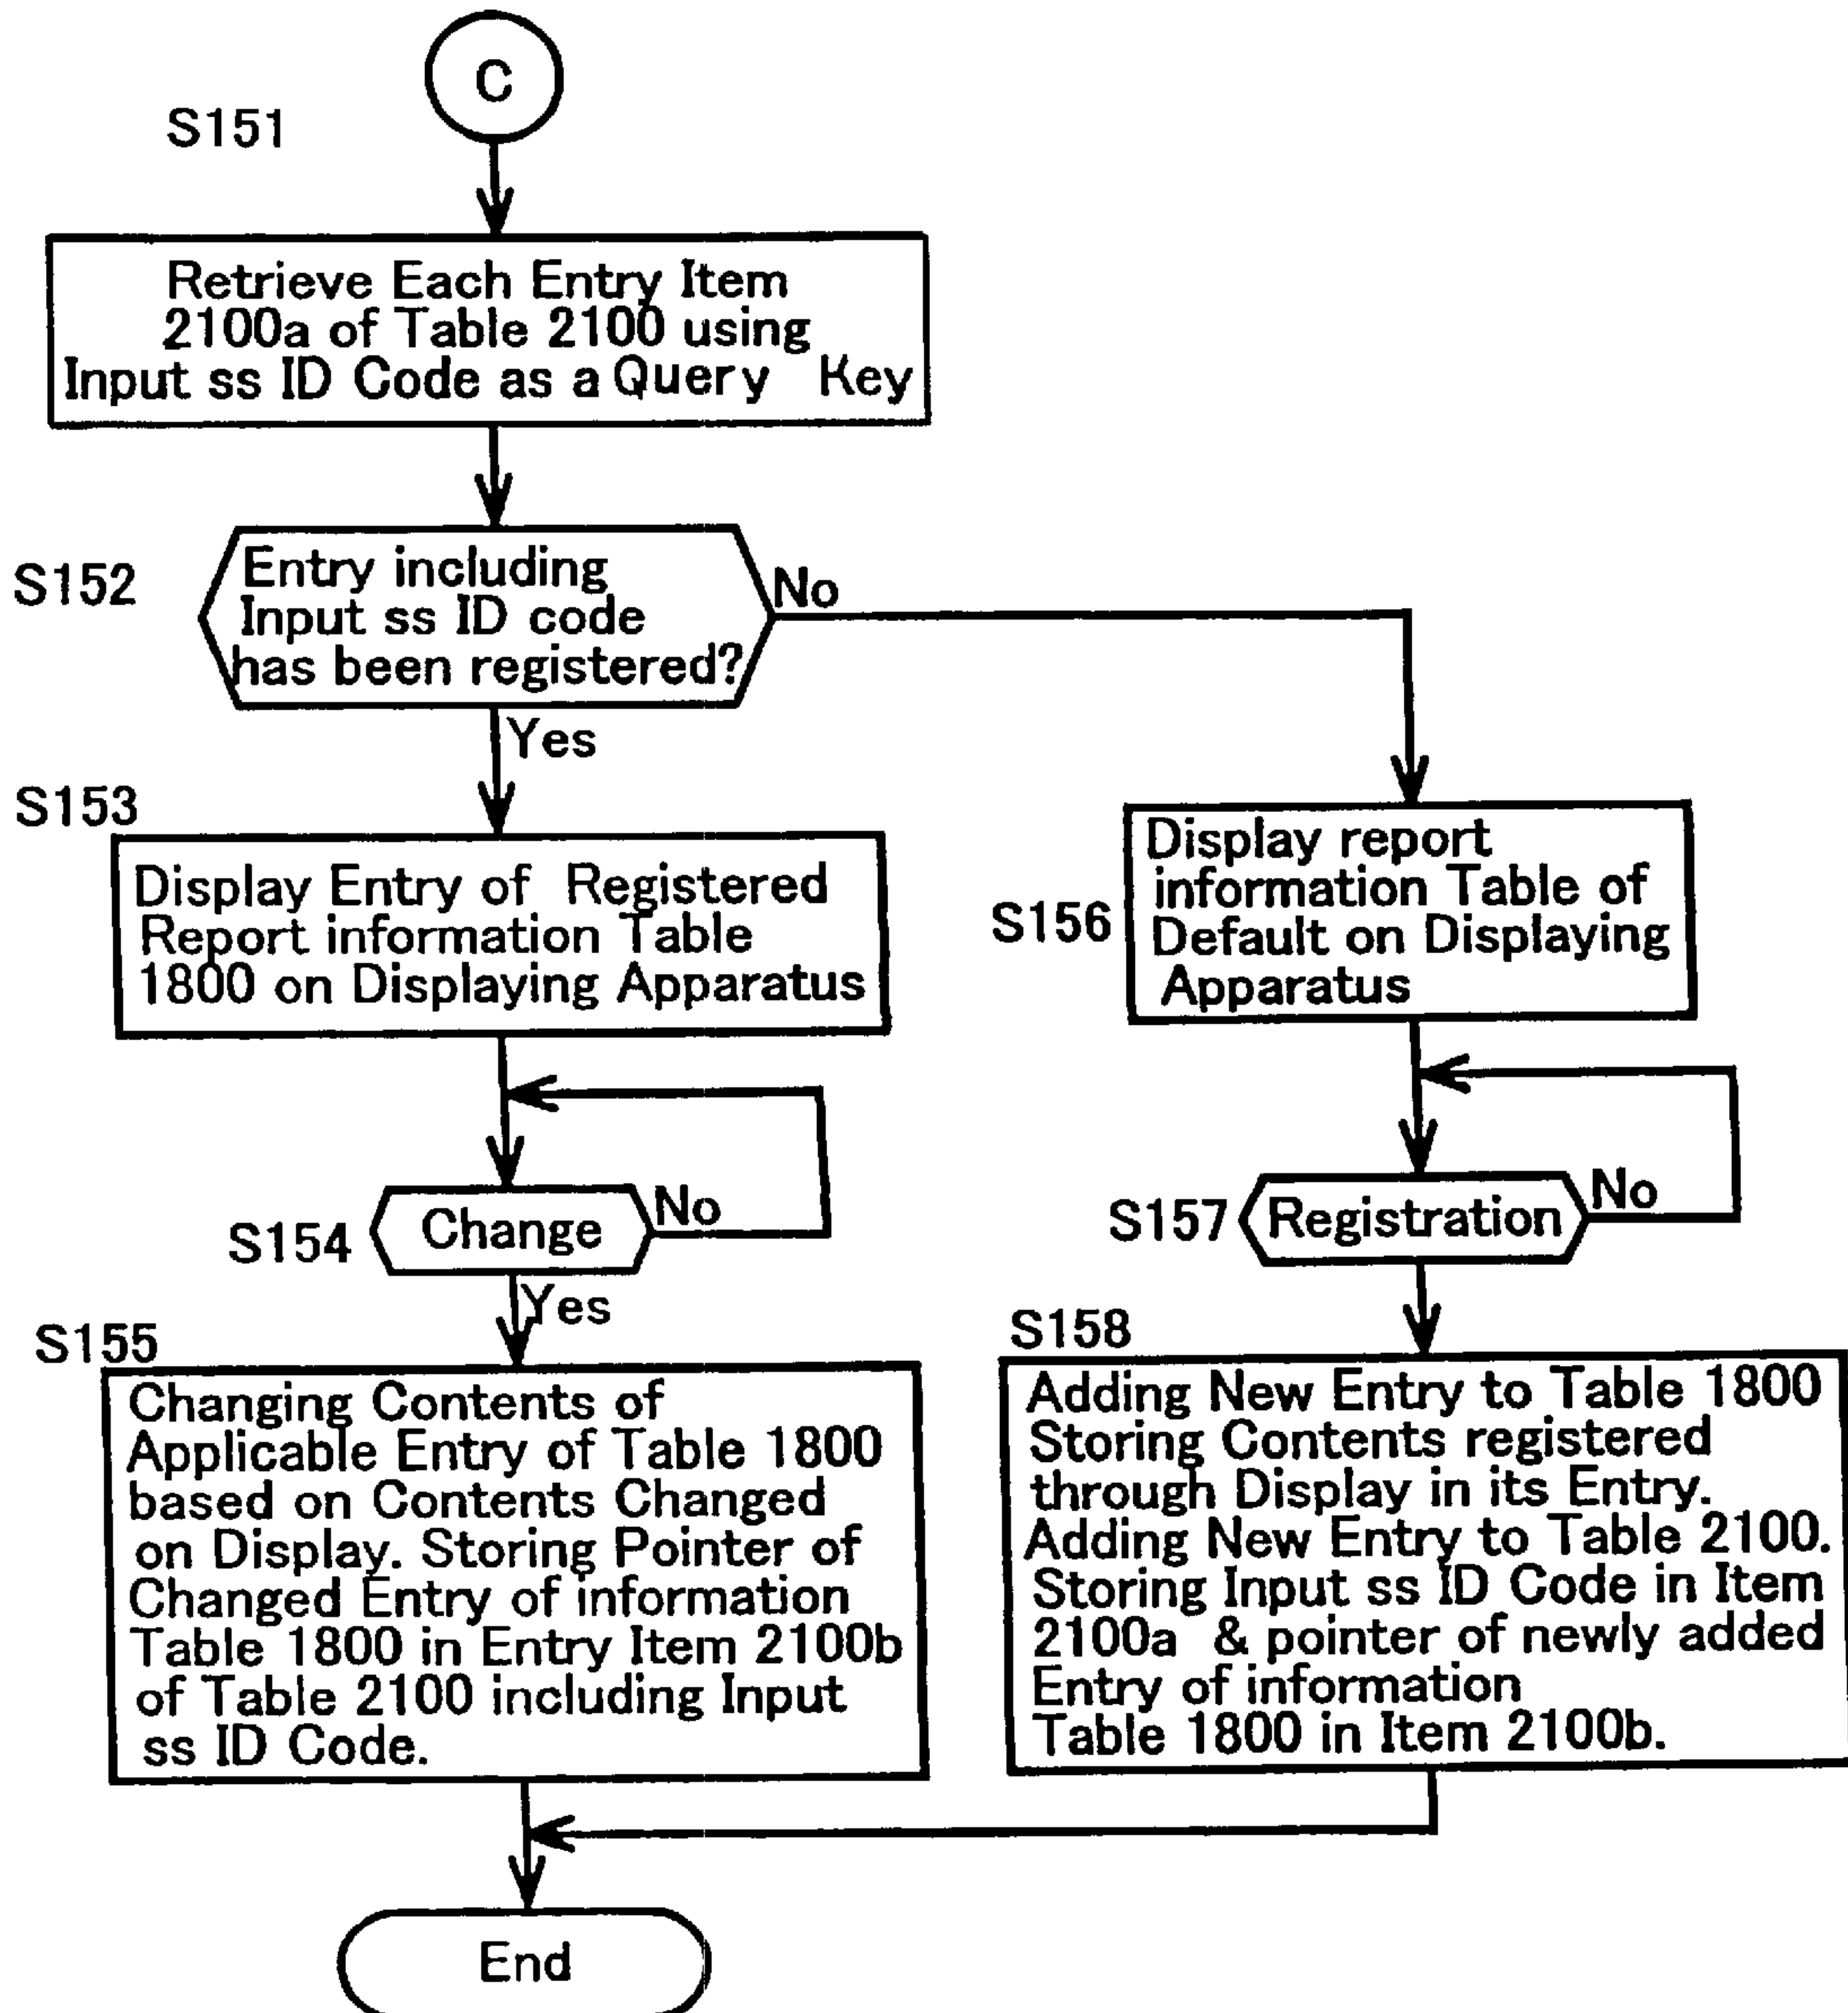 C
S151
Retrieve Each Entry Item
2100a of Table 2100 using
Input ss ID Code as a Query Key
S152
Entry including
Input ss ID code
has been registered?
No
Yes
S153
Display Entry of Registered
Report information Table
1800 on Displaying Apparatus
S156
Display report
information Table of
Default on Displaying
Apparatus
S154
Change
No
Yes
S157
Registration
No
S155
Changing Contents of
Applicable Entry of Table 1800
based on Contents Changed
on Display. Storing Pointer of
Changed Entry of information
Table 1800 in Entry Item 2100b
of Table 2100 including Input
ss ID Code.
S158
Adding New Entry to Table 1800
Storing Contents registered
through Display in its Entry.
Adding New Entry to Table 2100.
Storing Input ss ID Code in Item
2100a & pointer of newly added
Entry of information
Table 1800 in Item 2100b.
End